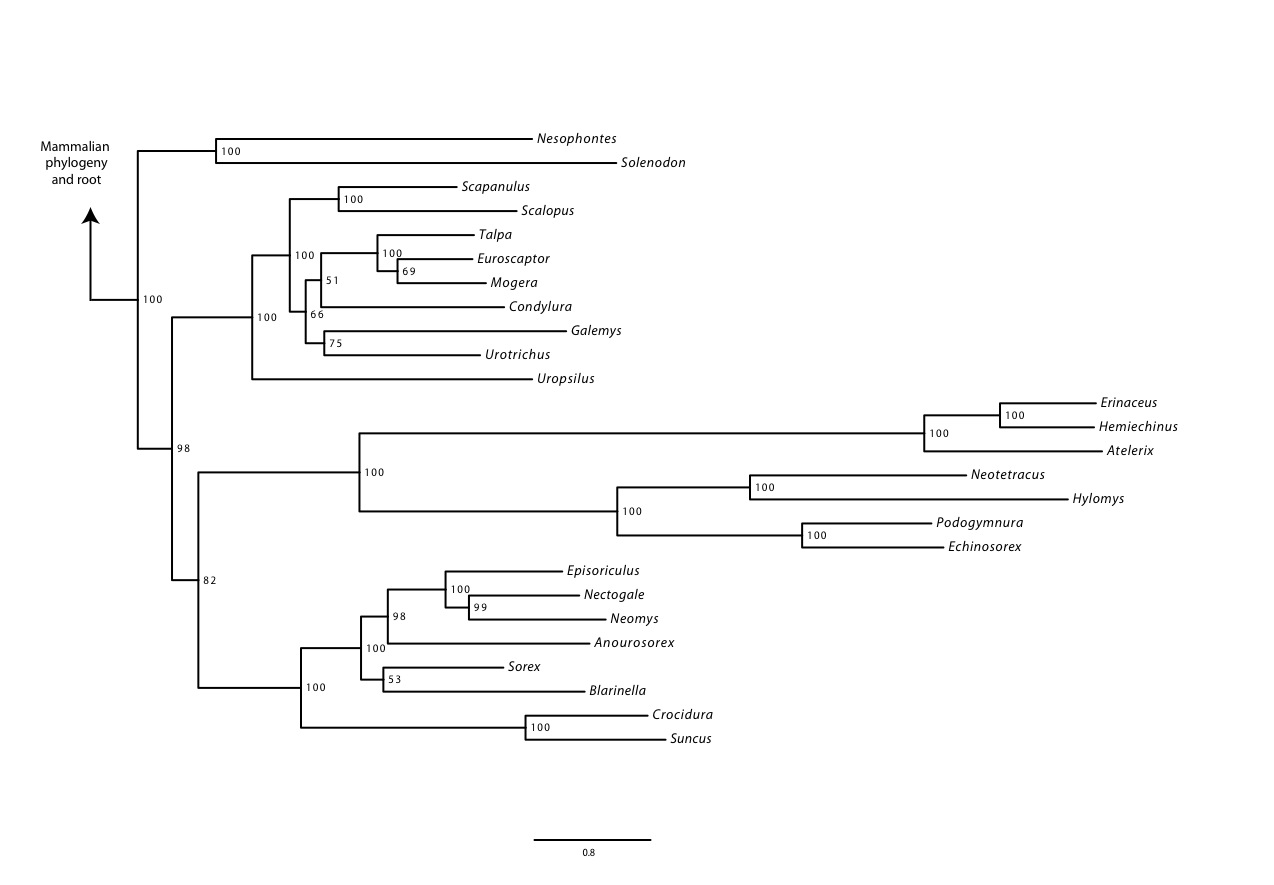 Mammalian
phylogeny
and root
Nesophontes
100
Solenodon
Scapanulus
100
Scalopus
Talpa
100
Euroscaptor
100
69
51
Mogera
100
Condylura
66
100
Galemys
75
Urotrichus
Uropsilus
Erinaceus
100
Hemiechinus
100
98
Atelerix
100
Neotetracus
100
Hylomys
100
Podogymnura
100
Echinosorex
Episoriculus
82
100
Nectogale
99
98
Neomys
Anourosorex
100
Sorex
53
100
Blarinella
Crocidura
100
Suncus
0.8